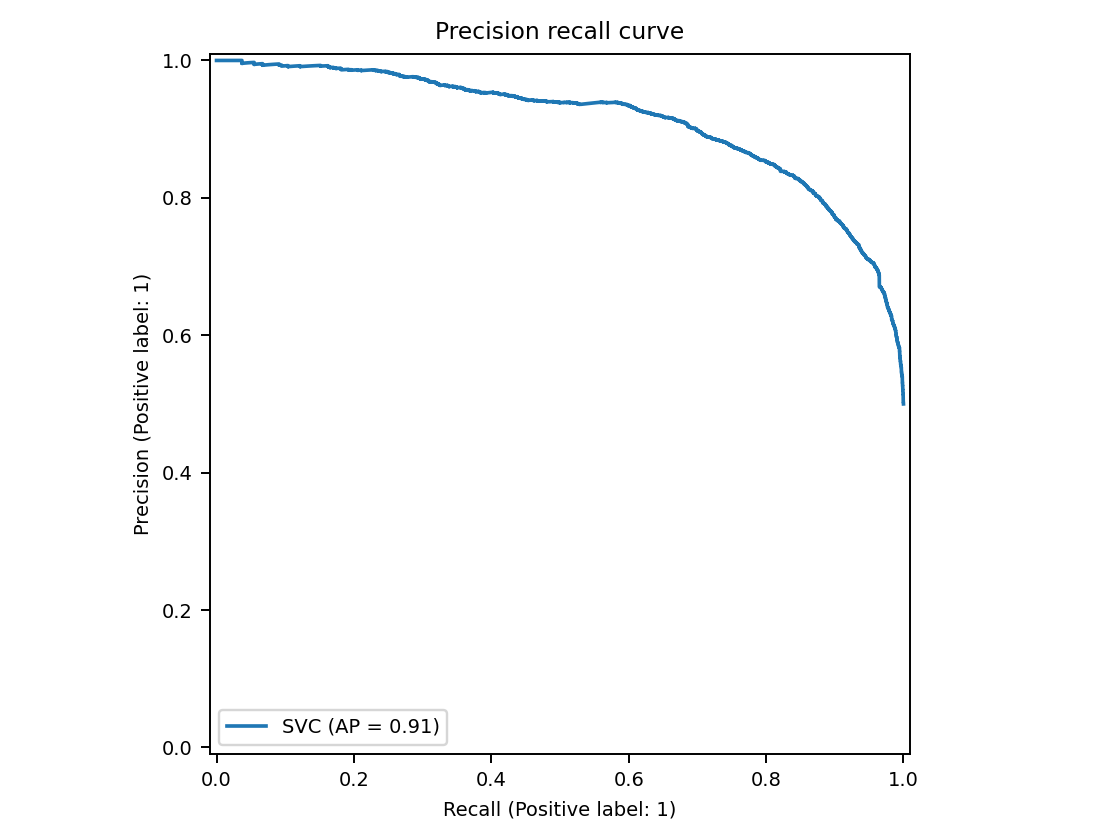 Precision recall curve
1.0
0.8
0.6
0.4
0.2
0.0
Precision (Positive label: 1)
SVC (AP = 0.91)
0.0 0.2 0.4 0.6 0.8 1.0
Recall (Positive label: 1)